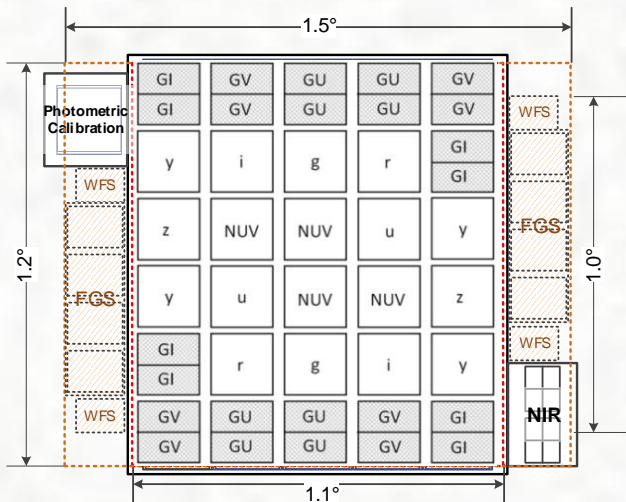 1.5°
GI GV GU GU GV
GI GV GU GU GV
Photometric
Calibration
WFS
y i g r GI
GI
WFS
z NUV NUV u y
FGS
1.2°
1.0°
y u NUV NUV z
FGS
GI
GI r g i y
WFS
WFS
GV GU GU GV GI
GV GU GU GV GI
NIR
1.1°